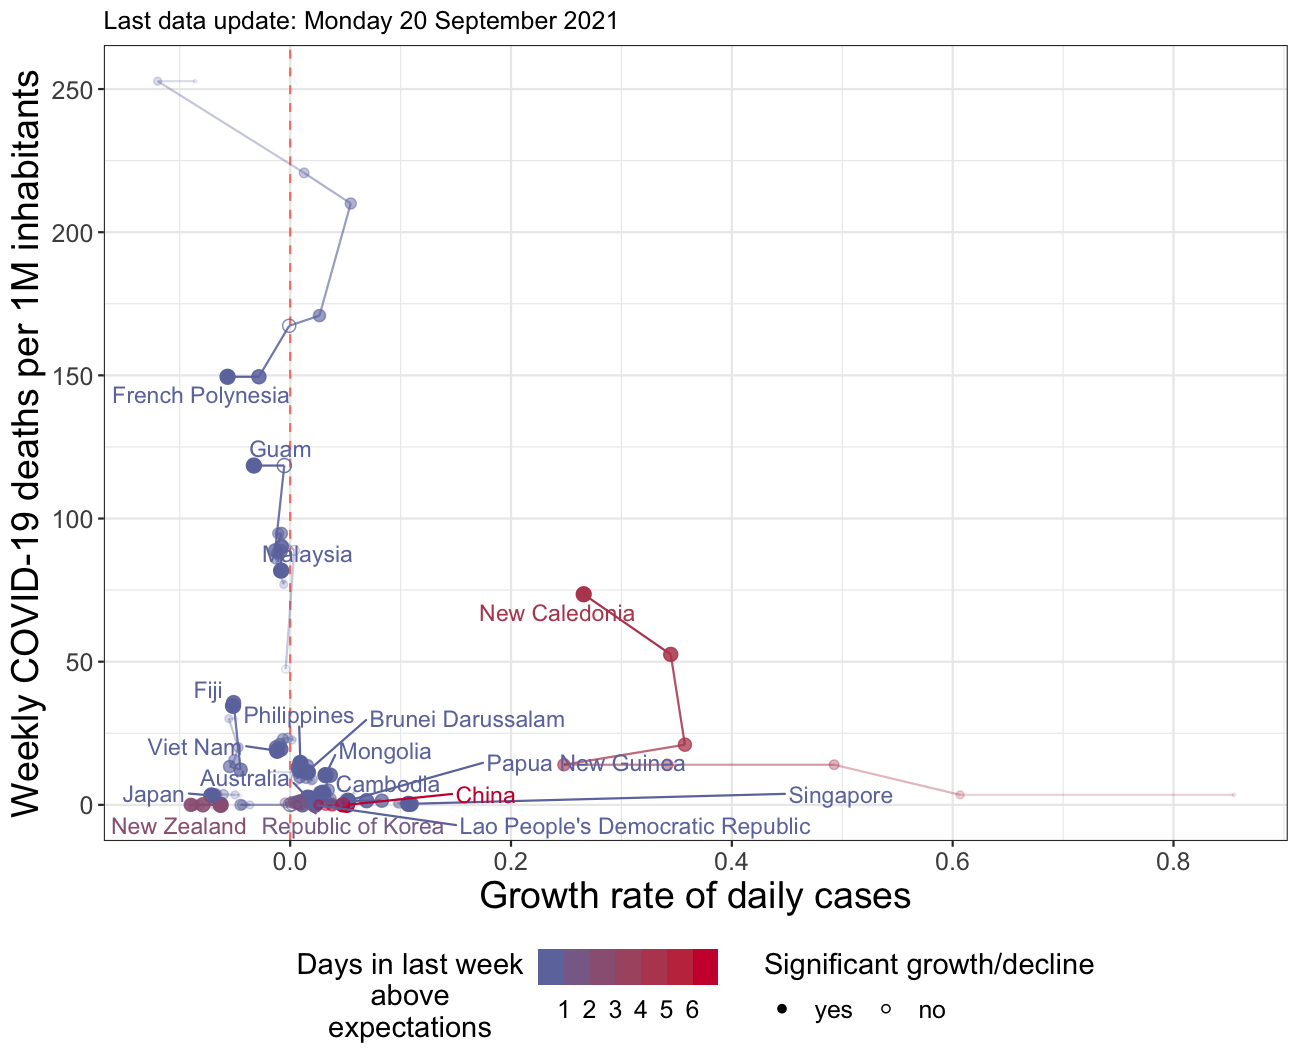 Last data update: Monday 20 September 2021
Weekly COVID-19 deaths per 1M inhabitants
250
200
150
100
50
0
French Polynesia
Guam
Malaysia
New Caledonia
Fiji
Philippines
Brunei Darussalam
Viet Nam
Mongolia
Papua New Guinea
Australia
Cambodia
Japan
China
Singapore
New Zealand
Republic of Korea
Lao People's Democratic Republic
0.0
0.2
0.4
0.6
0.8
Growth rate of daily cases
Days in last week
above
expectations
1 2 3 4 5 6
Significant growth/decline
yes
no